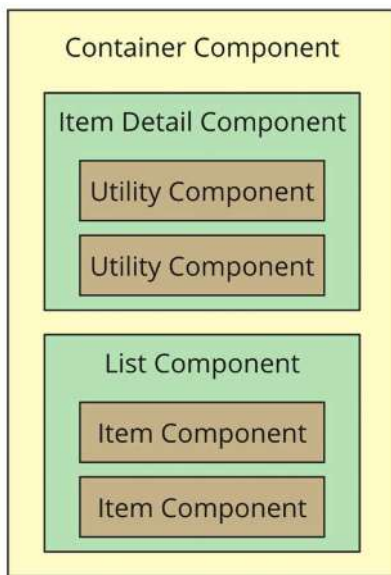 Container Component
Item Detail Component
Utility Component
Utility Component
List Component
Item Component
Item Component